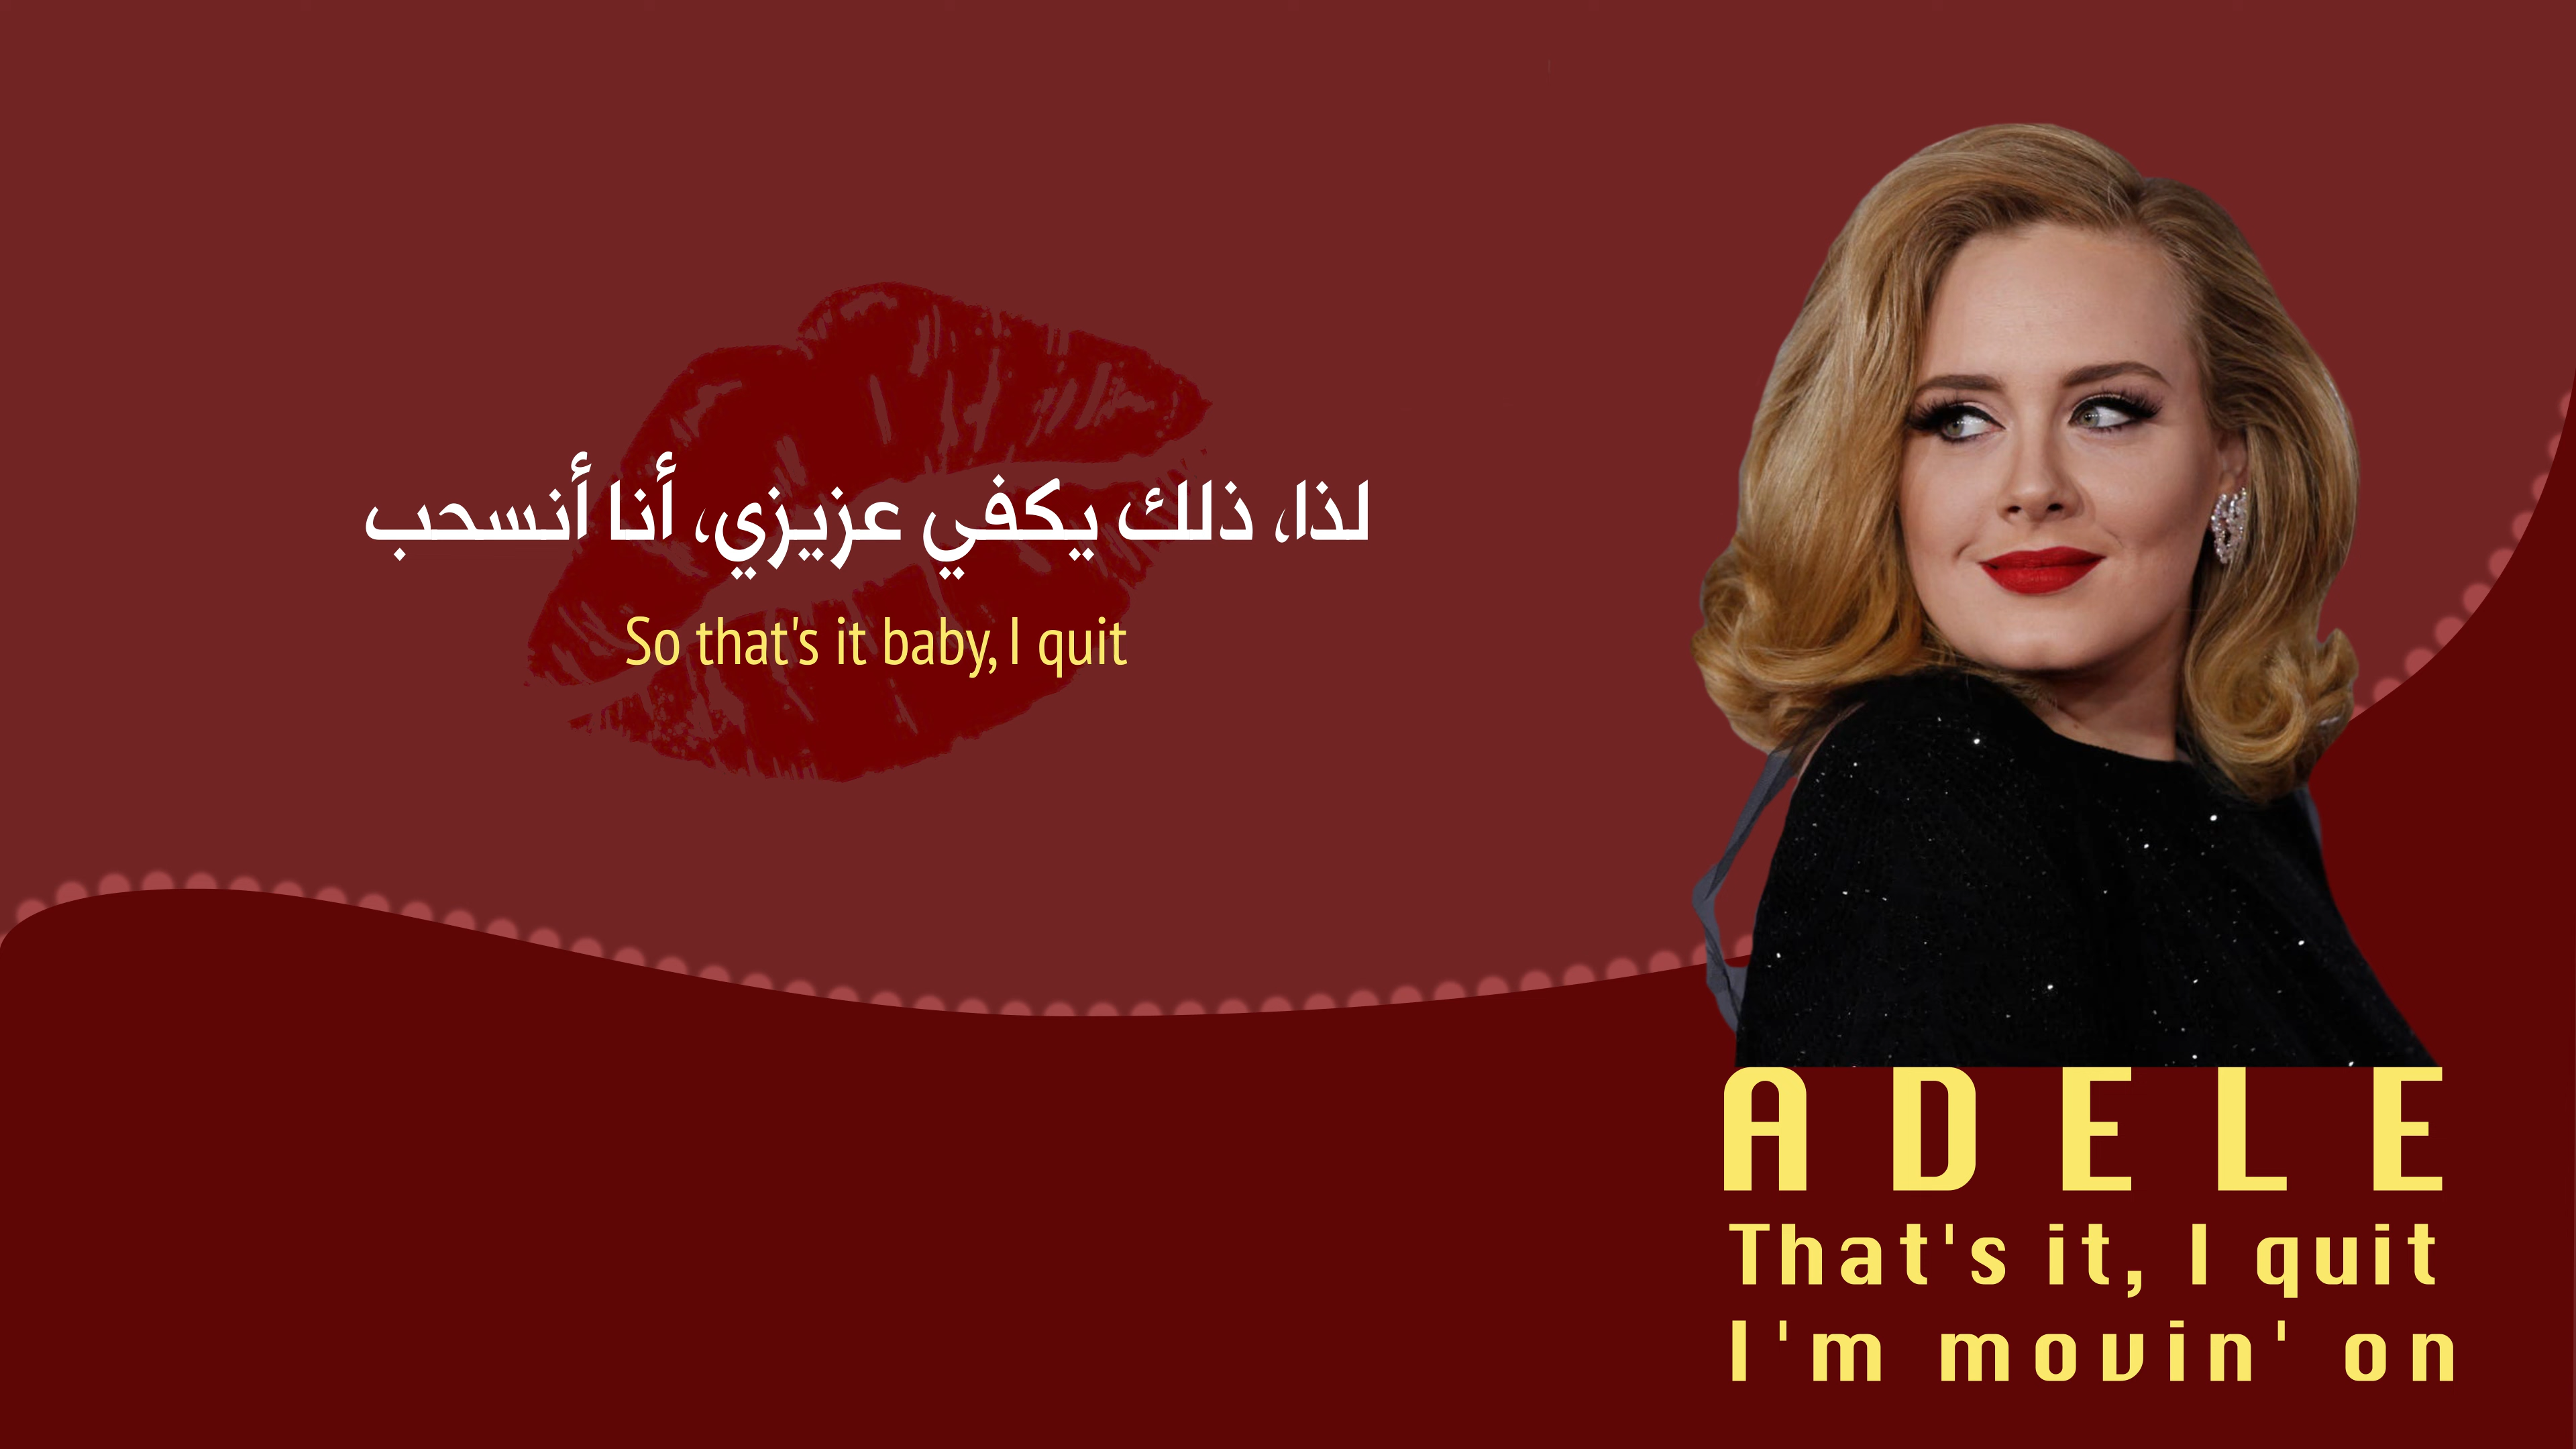 لذا، ذلك يكفي عزيزي، أنا أنسحب
So that's it baby, I quit
ADELE
That's it, I quit
I'm movin' on